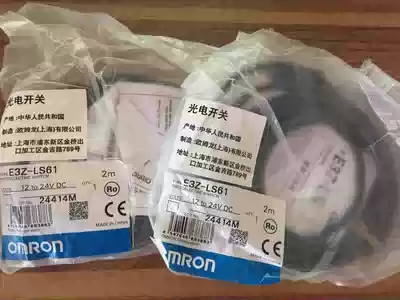 光电开关
产地:中华人民共和国
制造:欧姆龙(上海)有限公司
地址:上海市浦东新区金桥出
口加工区金吉路789号
E3Z-LS61
2m
12 to 24V DC
1
24414M
CE
OMRON
光电开关
产地:中华人民共和国
制造:欧姆龙(上海)有限公司
地址:上海市浦东新区金桥出
口加工区金吉路789号
E3Z-LS61
2m
12 to 24V DC
1
24414M
CE
OMRON